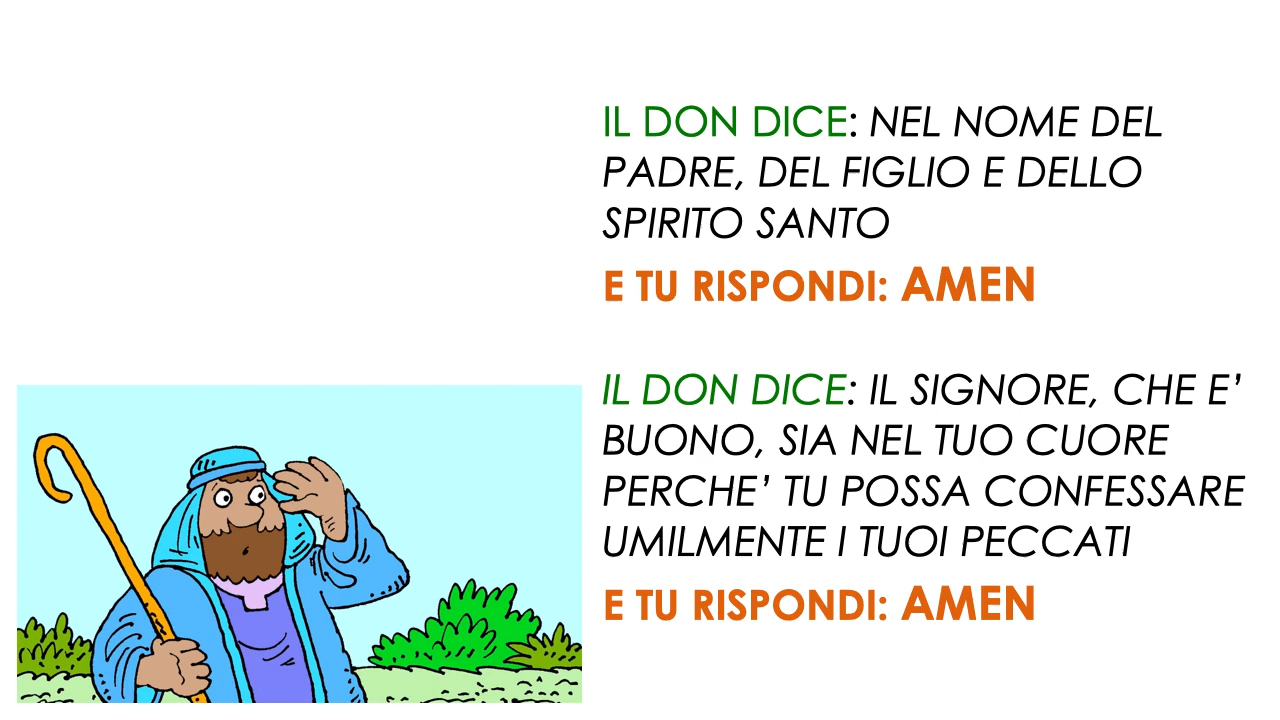 IL DON DICE: NEL NOME DEL
PADRE, DEL FIGLIO E DELLO
SPIRITO SANTO
E TU RISPONDI: AMEN
IL DON DICE: IL SIGNORE, CHE E’
BUONO, SIA NEL TUO CUORE
PERCHE’ TU POSSA CONFESSARE
UMILMENTE I TUOI PECCATI
E TU RISPONDI: AMEN